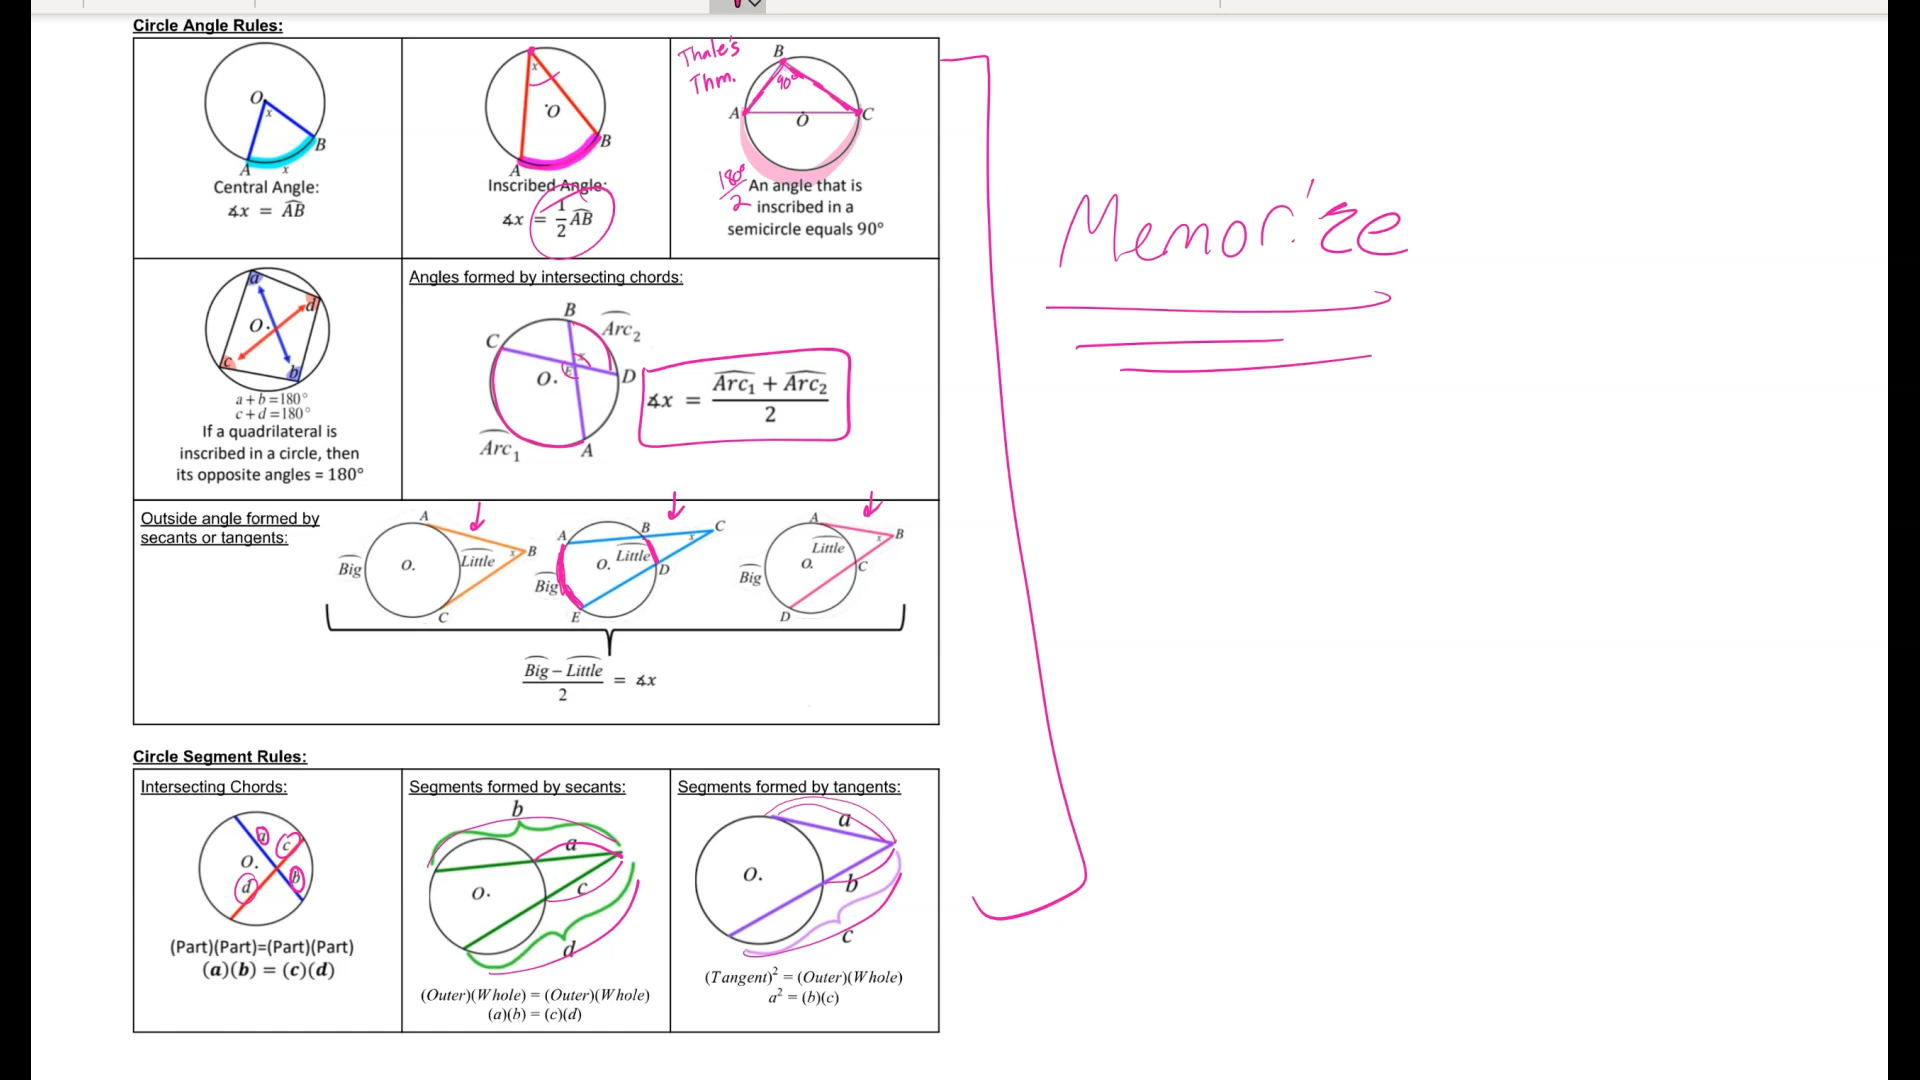 Circle Angle Rules:
O
x
A
B
x
Central Angle:
∡x = AB
x
O
A
B
Inscribed Angle:
∡x = 1/2 AB
Thale's
Thm.
B
90°
A
O
C
180°/2
An angle that is
inscribed in a
semicircle equals 90°
a
d
O.
c
b
a+b=180°
c+d=180°
If a quadrilateral is
inscribed in a circle, then
its opposite angles = 180°
Angles formed by intersecting chords:
B
Arc₂
C
x
E
O.
D
Arc₁
A
∡x = (Arc₁ + Arc₂)/2
Memorize
Outside angle formed by
secants or tangents:
A
Big
O.
Little
x
B
C
A
B
C
x
Big
O.
Little
D
E
A
B
x
Big
Little
O.
C
D
(Big − Little)/2 = ∡x
Circle Segment Rules:
Intersecting Chords:
a
c
O.
d
b
(Part)(Part)=(Part)(Part)
(a)(b) = (c)(d)
Segments formed by secants:
b
a
O.
c
d
(Outer)(Whole) = (Outer)(Whole)
(a)(b) = (c)(d)
Segments formed by tangents:
a
O.
b
c
(Tangent)² = (Outer)(Whole)
a² = (b)(c)